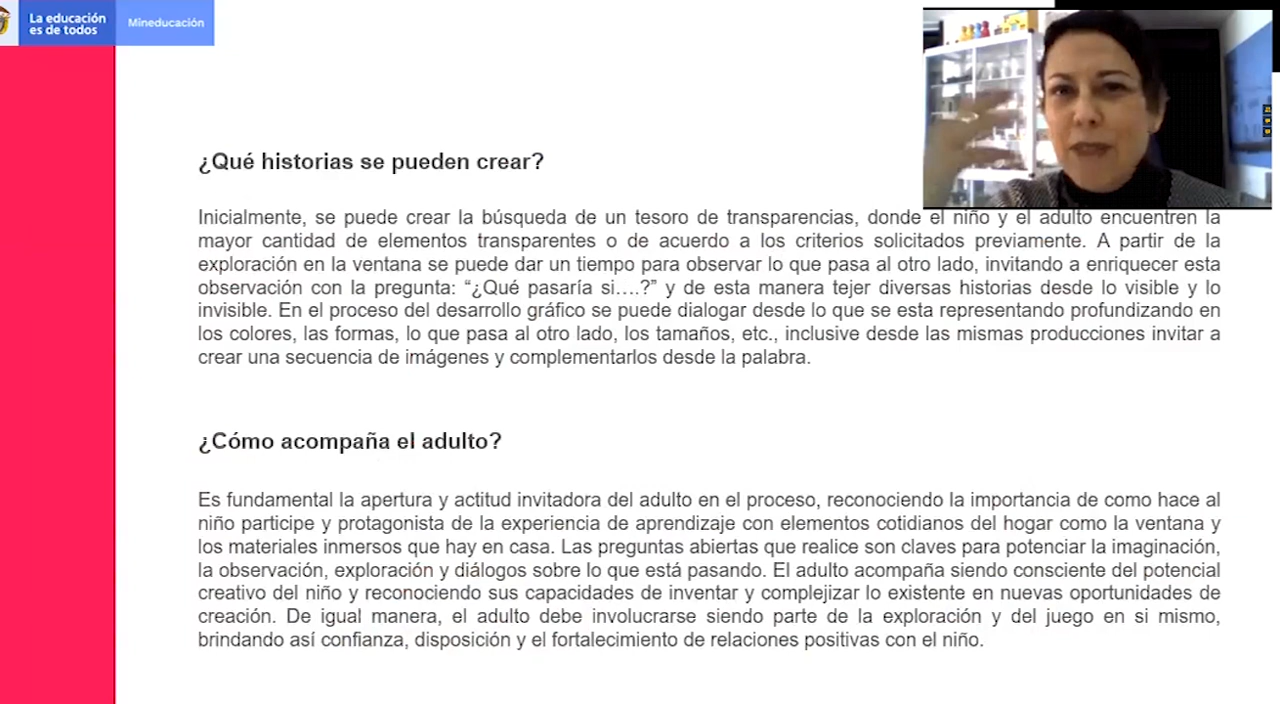 La educación
es de todos
Mineducación
¿Qué historias se pueden crear?
Inicialmente, se puede crear la búsqueda de un tesoro de transparencias, donde el niño y el adulto encuentren la
mayor cantidad de elementos transparentes o de acuerdo a los criterios solicitados previamente. A partir de la
exploración en la ventana se puede dar un tiempo para observar lo que pasa al otro lado, invitando a enriquecer esta
observación con la pregunta: “¿Qué pasaría si….?” y de esta manera tejer diversas historias desde lo visible y lo
invisible. En el proceso del desarrollo gráfico se puede dialogar desde lo que se esta representando profundizando en
los colores, las formas, lo que pasa al otro lado, los tamaños, etc., inclusive desde las mismas producciones invitar a
crear una secuencia de imágenes y complementarlos desde la palabra.
¿Cómo acompaña el adulto?
Es fundamental la apertura y actitud invitadora del adulto en el proceso, reconociendo la importancia de como hace al
niño participe y protagonista de la experiencia de aprendizaje con elementos cotidianos del hogar como la ventana y
los materiales inmersos que hay en casa. Las preguntas abiertas que realice son claves para potenciar la imaginación,
la observación, exploración y diálogos sobre lo que está pasando. El adulto acompaña siendo consciente del potencial
creativo del niño y reconociendo sus capacidades de inventar y complejizar lo existente en nuevas oportunidades de
creación. De igual manera, el adulto debe involucrarse siendo parte de la exploración y del juego en si mismo,
brindando así confianza, disposición y el fortalecimiento de relaciones positivas con el niño.